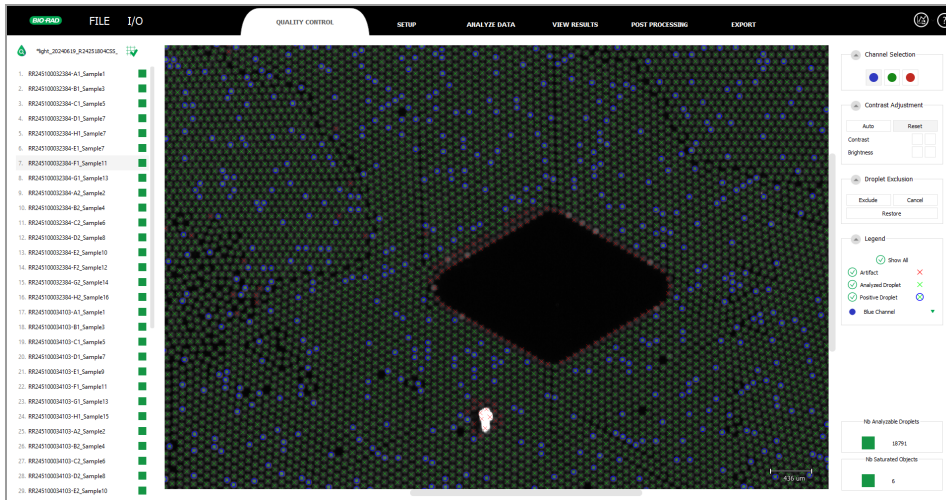 BIO-RAD FILE I/O QUALITY CONTROL SETUP ANALYZE DATA VIEW RESULTS POST PROCESSING EXPORT
*light_20240619_R24251804CSS_
1. RR245100032384-A1_Sample1
2. RR245100032384-B1_Sample3
3. RR245100032384-C1_Sample5
4. RR245100032384-D1_Sample7
5. RR245100032384-H1_Sample7
6. RR245100032384-E1_Sample7
7. RR245100032384-F1_Sample11
8. RR245100032384-G1_Sample13
9. RR245100032384-A2_Sample2
10. RR245100032384-B2_Sample4
11. RR245100032384-C2_Sample6
12. RR245100032384-D2_Sample8
13. RR245100032384-E2_Sample10
14. RR245100032384-F2_Sample12
15. RR245100032384-G2_Sample14
16. RR245100032384-H2_Sample16
17. RR245100034103-A1_Sample1
18. RR245100034103-B1_Sample3
19. RR245100034103-C1_Sample5
20. RR245100034103-D1_Sample7
21. RR245100034103-E1_Sample9
22. RR245100034103-F1_Sample11
23. RR245100034103-G1_Sample13
24. RR245100034103-H1_Sample15
25. RR245100034103-A2_Sample2
26. RR245100034103-B2_Sample4
27. RR245100034103-C2_Sample6
28. RR245100034103-D2_Sample8
29. RR245100034103-E2_Sample10
436 um
Channel Selection
Contrast Adjustment
Auto Reset
Contrast
Brightness
Droplet Exclusion
Exclude Cancel
Restore
Legend
Show All
Artifact
Analyzed Droplet
Positive Droplet
Blue Channel
Nb Analyzable Droplets
18791
Nb Saturated Objects
6